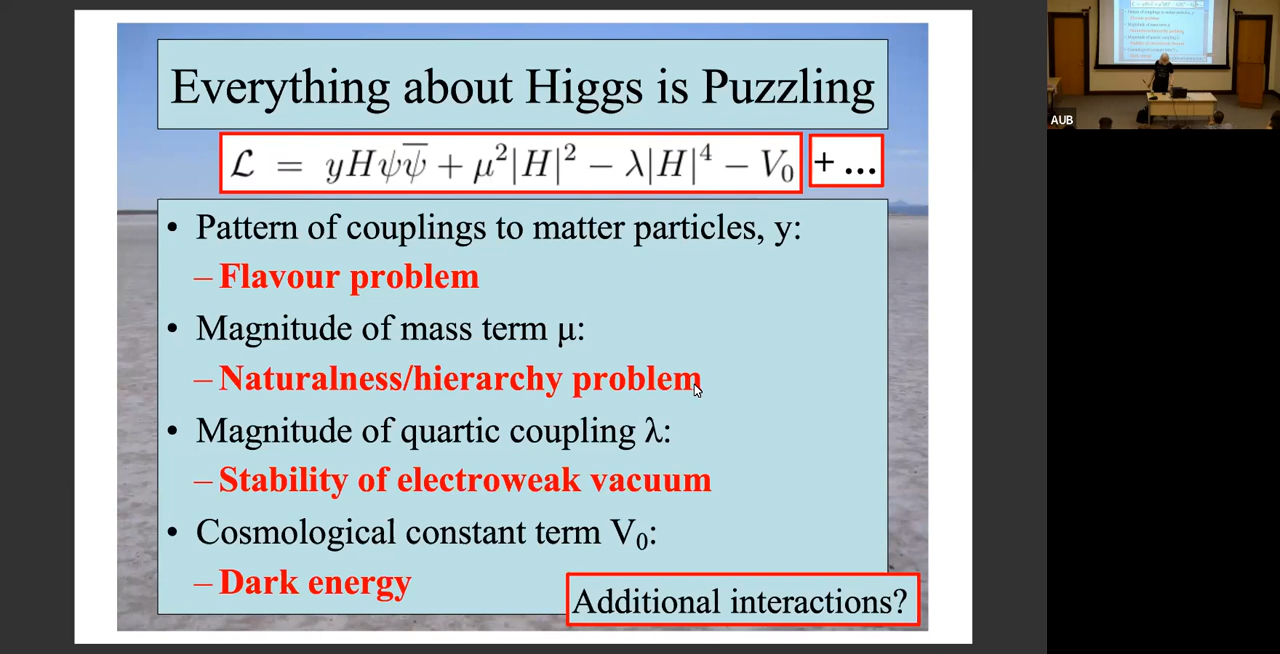 Everything about Higgs is Puzzling
ℒ = yHψψ̅ + μ²|H|² − λ|H|⁴ − V₀ + ...
• Pattern of couplings to matter particles, y:
– Flavour problem
• Magnitude of mass term μ:
– Naturalness/hierarchy problem
• Magnitude of quartic coupling λ:
– Stability of electroweak vacuum
• Cosmological constant term V₀:
– Dark energy
Additional interactions?
AUB